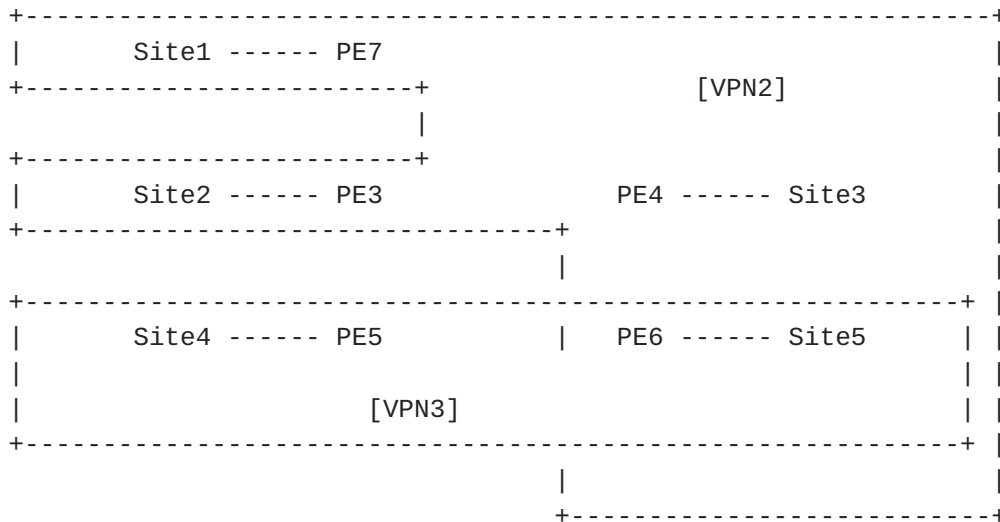 +--------------------------------------------------------------+
|       Site1 ------ PE7                                       |
+-------------------------+                 [VPN2]             |
                          |                                    |
+-------------------------+                                    |
|       Site2 ------ PE3               PE4 ------ Site3        |
+----------------------------------+                           |
                                   |                           |
+------------------------------------------------------------+ |
|       Site4 ------ PE5           |   PE6 ------ Site5      | |
|                                                            | |
|                      [VPN3]                                | |
+------------------------------------------------------------+ |
                                   |                           |
                                   +---------------------------+